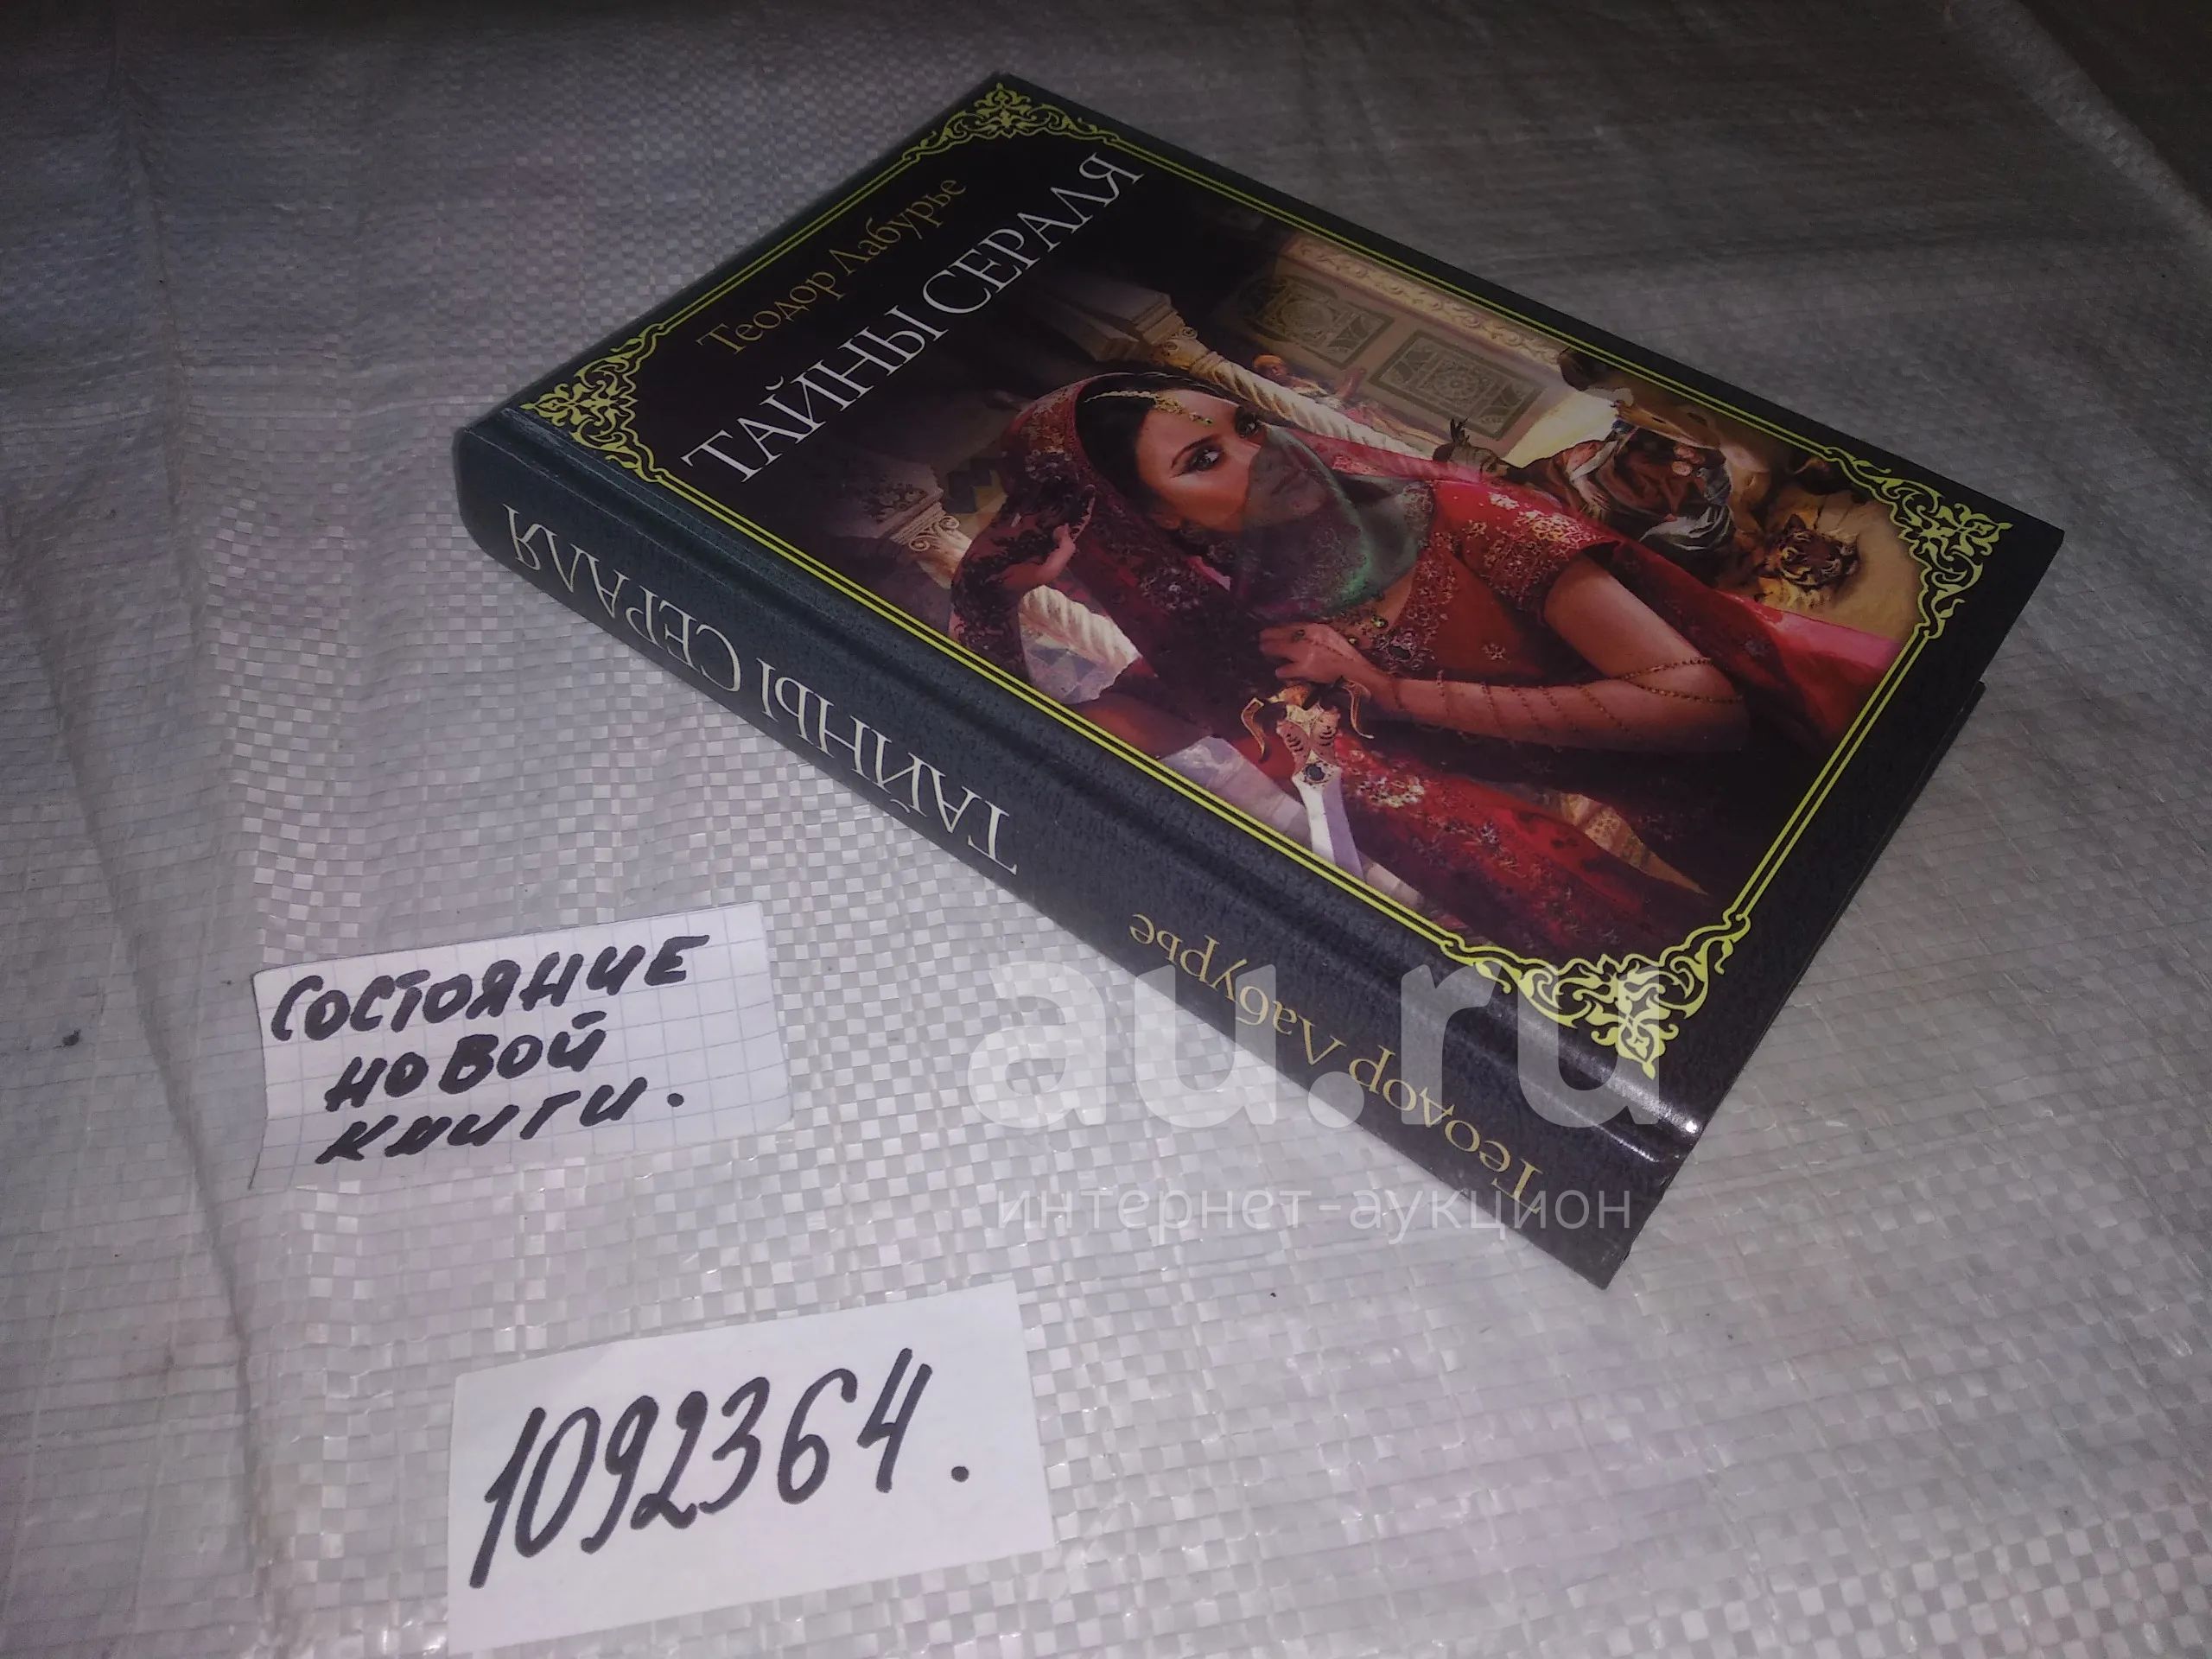 Теодор Лабурье
ТАЙНЫ СЕРАЛЯ
Теодор Лабурье
ТАЙНЫ СЕРАЛЯ
СОСТОЯНИЕ
НОВОЙ
КНИГИ.
au.ru
интернет-аукцион
1092364.